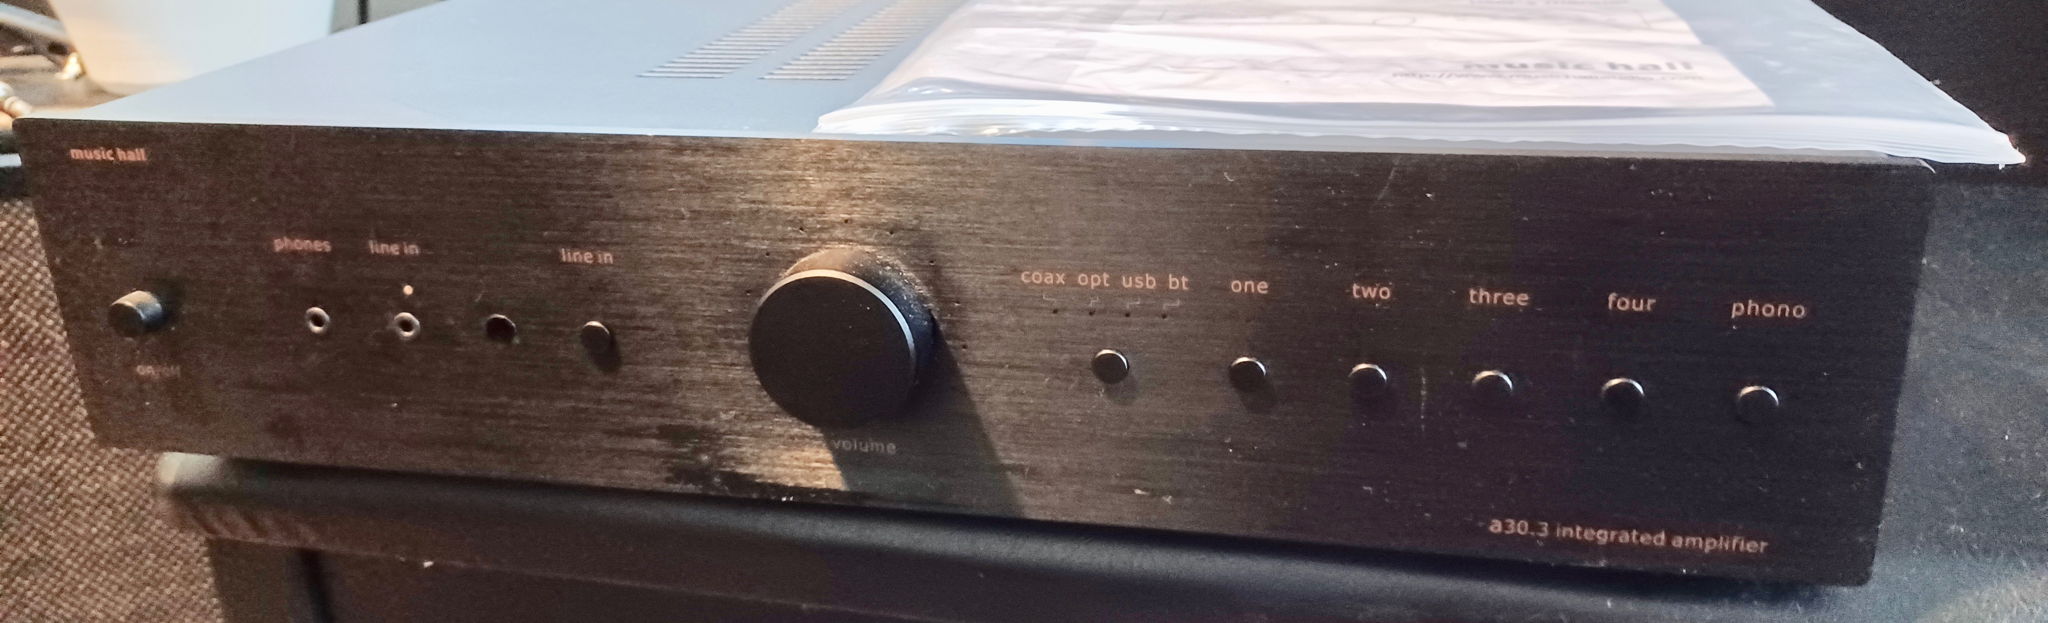 music hall
music hall
phones
line in
line in
coax opt usb bt
one
two
three
four
phono
on/off
volume
a30.3 integrated amplifier